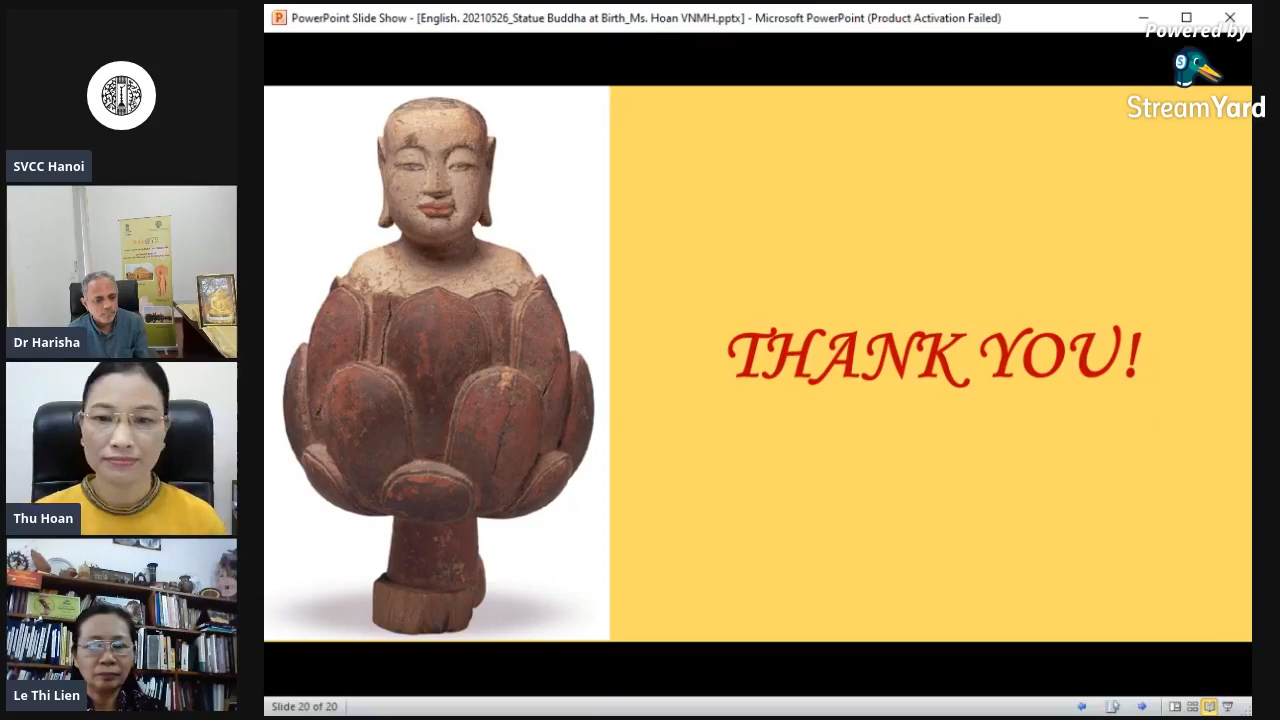 PowerPoint Slide Show - [English. 20210526_Statue Buddha at Birth_Ms. Hoan VNMH.pptx] - Microsoft PowerPoint (Product Activation Failed)
Powered by
StreamYard
SVCC Hanoi
Dr Harisha
Thu Hoan
Le Thi Lien
THANK YOU!
Slide 20 of 20